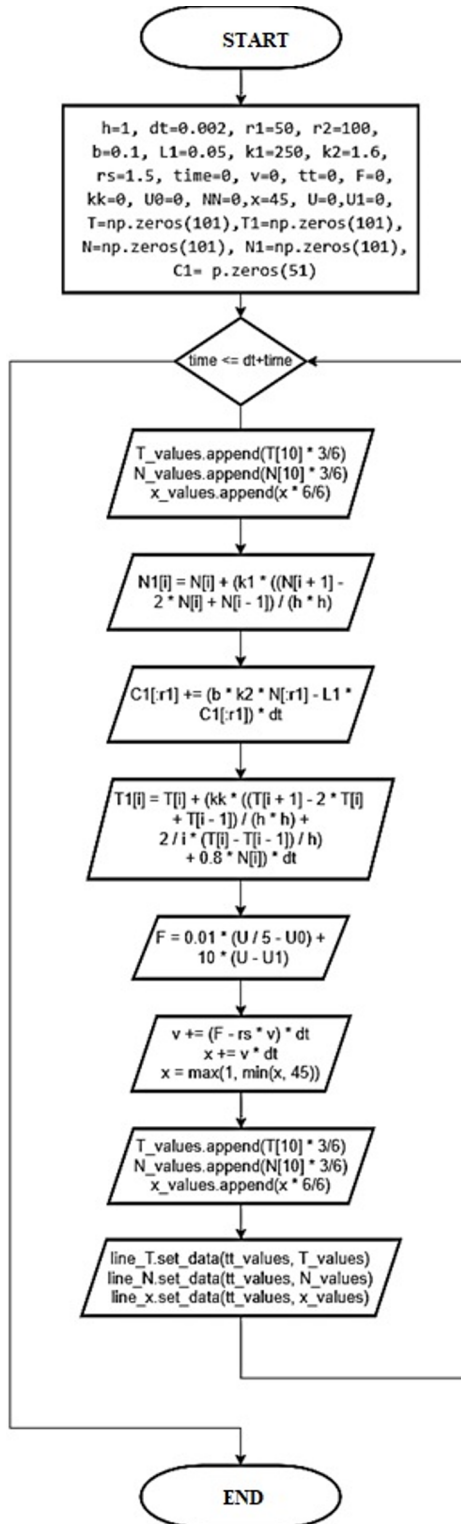 START
h=1, dt=0.002, r1=50, r2=100,
b=0.1, L1=0.05, k1=250, k2=1.6,
rs=1.5, time=0, v=0, tt=0, F=0,
kk=0, U0=0, NN=0,x=45, U=0,U1=0,
T=np.zeros(101),T1=np.zeros(101),
N=np.zeros(101), N1=np.zeros(101),
C1= p.zeros(51)
time <= dt+time
T_values.append(T[10] * 3/6)
N_values.append(N[10] * 3/6)
x_values.append(x * 6/6)
N1[i] = N[i] + (k1 * ((N[i + 1] -
2 * N[i] + N[i - 1]) / (h * h)
C1[:r1] += (b * k2 * N[:r1] - L1 *
C1[:r1]) * dt
T1[i] = T[i] + (kk * ((T[i + 1] - 2 * T[i]
+ T[i - 1]) / (h * h) +
2 / i * (T[i] - T[i - 1]) / h)
+ 0.8 * N[i]) * dt
F = 0.01 * (U / 5 - U0) +
10 * (U - U1)
v += (F - rs * v) * dt
x += v * dt
x = max(1, min(x, 45))
T_values.append(T[10] * 3/6)
N_values.append(N[10] * 3/6)
x_values.append(x * 6/6)
line_T.set_data(tt_values, T_values)
line_N.set_data(tt_values, N_values)
line_x.set_data(tt_values, x_values)
END